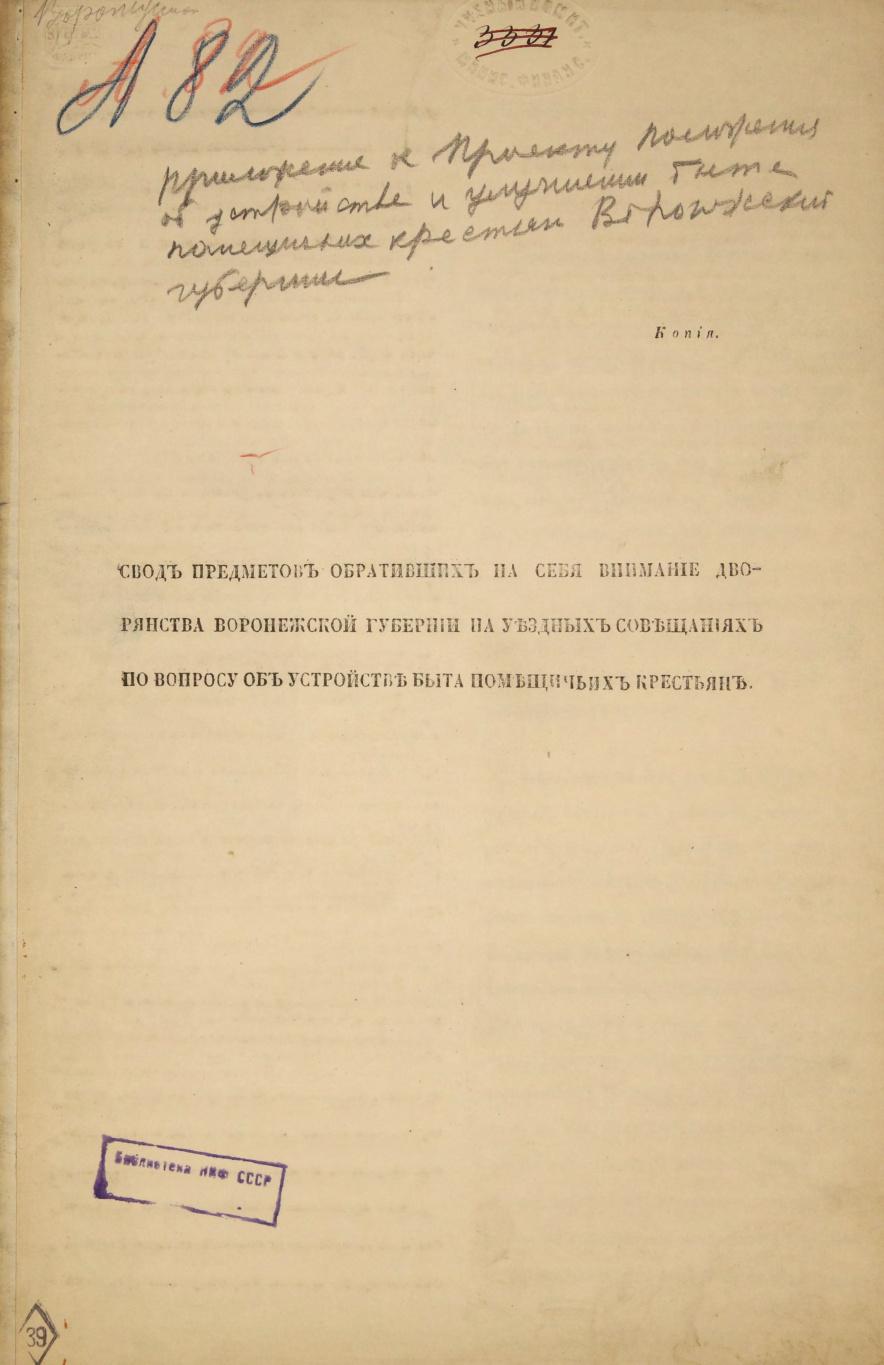 А 82
Приложение к Проекту положения
об устройстве и улучшении быта
помещичьих крестьян Воронежской
губернии
Копія.
СВОДЪ ПРЕДМЕТОВЪ ОБРАТИВШИХЪ НА СЕБЯ ВНИМАНІЕ ДВО-
РЯНСТВА ВОРОНЕЖСКОЙ ГУБЕРНІИ НА УѢЗДНЫХЪ СОВѢЩАНІЯХЪ
ПО ВОПРОСУ ОБЪ УСТРОЙСТВѢ БЫТА ПОМѢЩИЧЬИХЪ КРЕСТЬЯНЪ.
Библиотека НКФ СССР
39